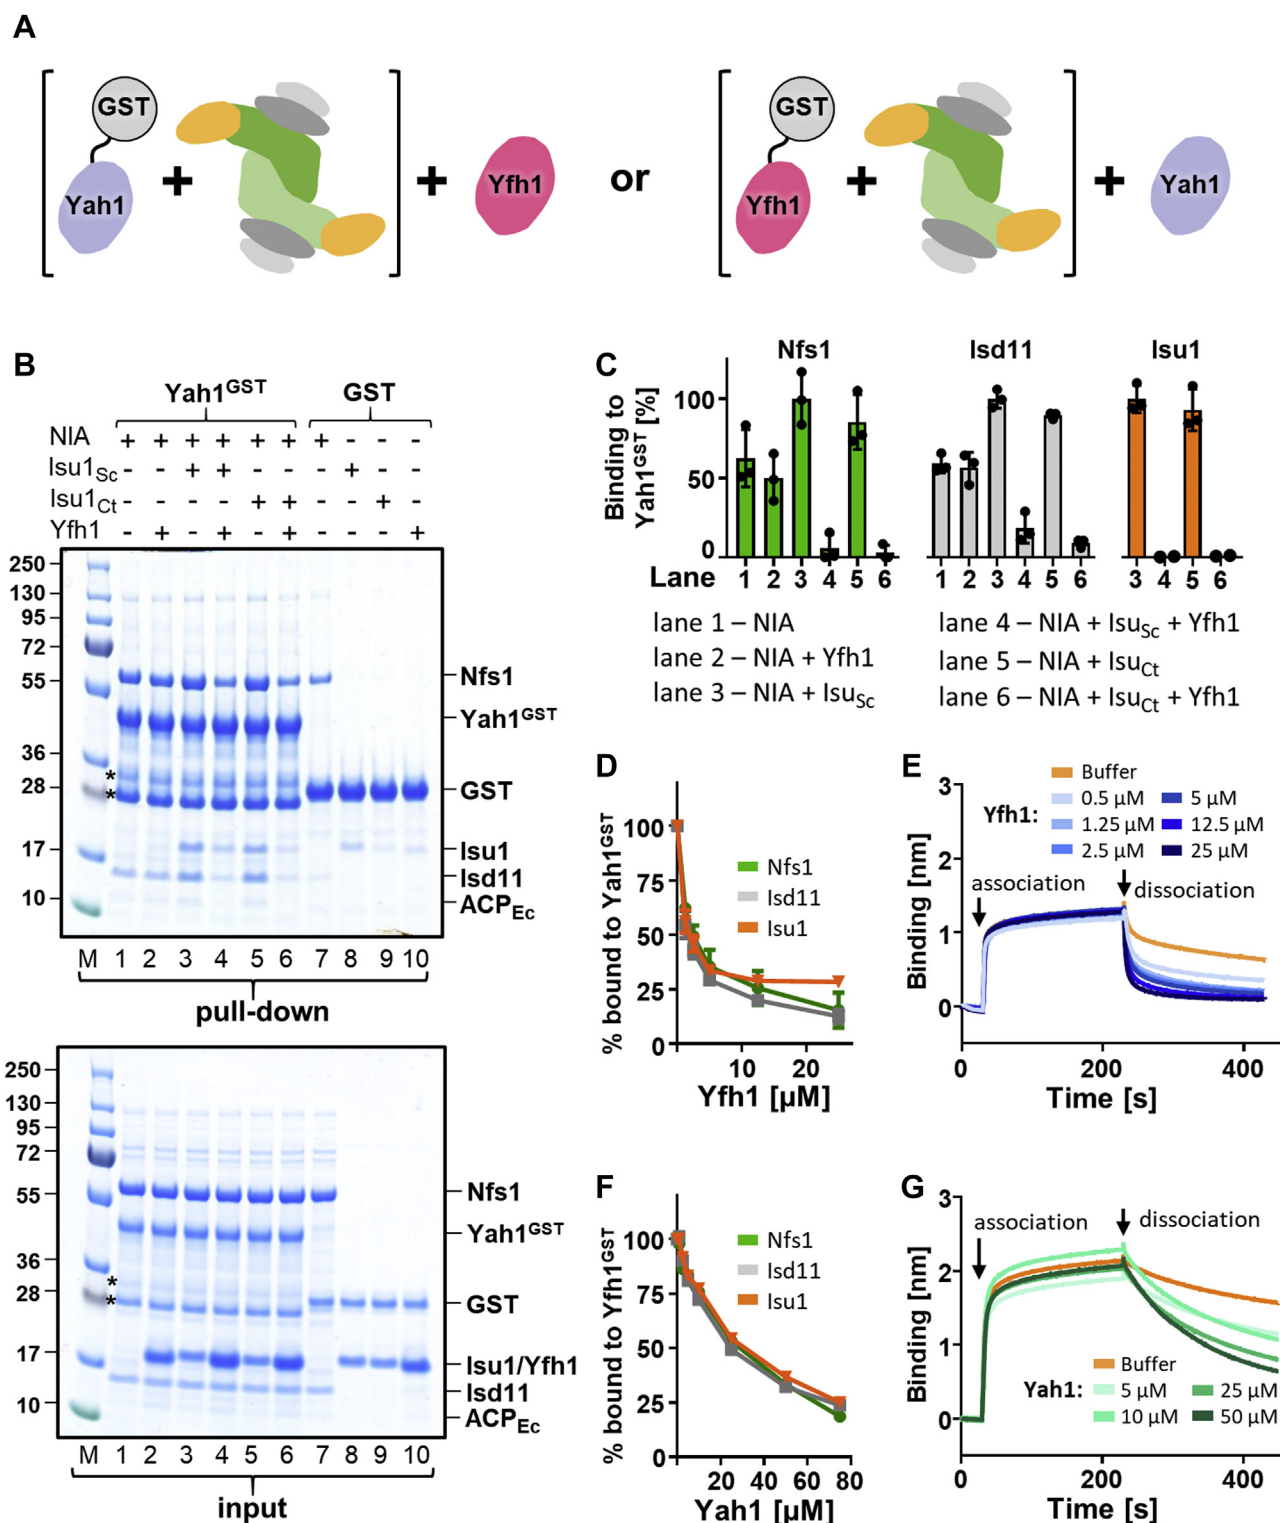 A
GST
Yah1
+
+
Yfh1
or
GST
Yfh1
+
+
Yah1
B
Yah1GST GST
NIA + + + + + + + - - -
Isu1Sc - - + + - - - + - -
Isu1Ct - - - - + + - - + -
Yfh1 - + - + - + - - - +
250
130
95
72
55
36
28
17
10
*
*
Nfs1
Yah1GST
GST
Isu1
Isd11
ACPEc
M 1 2 3 4 5 6 7 8 9 10
pull-down
250
130
95
72
55
36
28
17
10
*
*
Nfs1
Yah1GST
GST
Isu1/Yfh1
Isd11
ACPEc
M 1 2 3 4 5 6 7 8 9 10
input
C
Nfs1 Isd11 Isu1
Binding to
Yah1GST [%]
100
50
0
Lane 1 2 3 4 5 6 1 2 3 4 5 6 3 4 5 6
lane 1 – NIA
lane 2 – NIA + Yfh1
lane 3 – NIA + IsuSc
lane 4 – NIA + IsuSc + Yfh1
lane 5 – NIA + IsuCt
lane 6 – NIA + IsuCt + Yfh1
D
% bound to Yah1GST
100
75
50
25
0
Nfs1
Isd11
Isu1
10 20
Yfh1 [µM]
E
Binding [nm]
3
2
1
0
Yfh1:
Buffer
0.5 µM 5 µM
1.25 µM 12.5 µM
2.5 µM 25 µM
association
dissociation
0 200 400
Time [s]
F
% bound to Yfh1GST
100
75
50
25
0
Nfs1
Isd11
Isu1
20 40 60 80
Yah1 [µM]
G
Binding [nm]
3
2
1
0
association
dissociation
Yah1:
Buffer
5 µM 25 µM
10 µM 50 µM
0 200 400
Time [s]